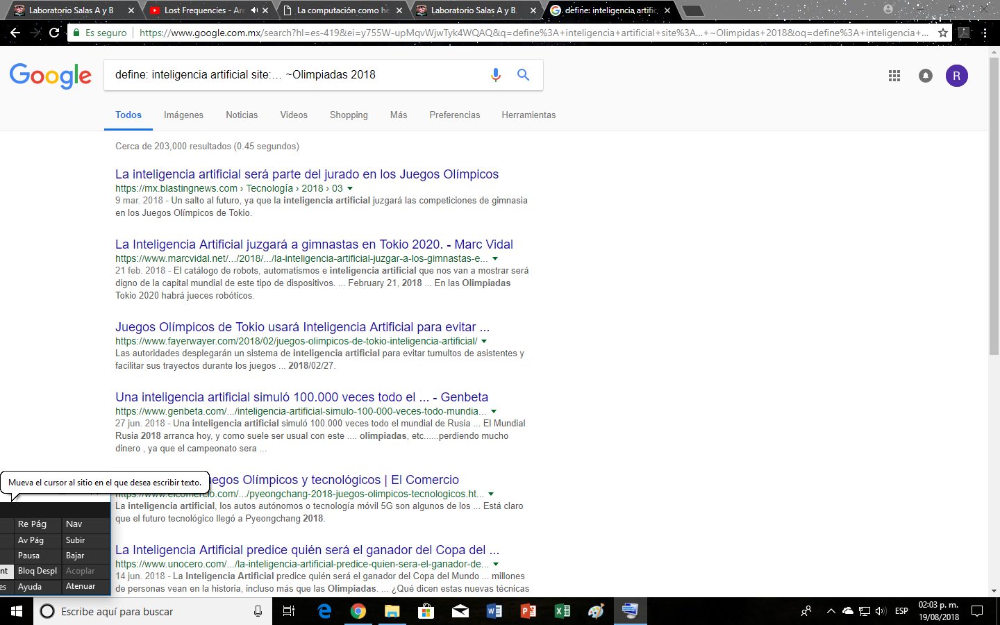 Laboratorio Salas A y B
Lost Frequencies - Are
La computación como he
Laboratorio Salas A y B
define: inteligencia artific
Es seguro
https://www.google.com.mx/search?hl=es-419&ei=y755W-upMqvWjwTyk4WQAQ&q=define%3A+inteligencia+artificial+site%3A...+~Olimpidas+2018&oq=define%3A+inteligencia+...
Google
define: inteligencia artificial site:... ~Olimpiadas 2018
R
Todos Imágenes Noticias Videos Shopping Más Preferencias Herramientas
Cerca de 203,000 resultados (0.45 segundos)
La inteligencia artificial será parte del jurado en los Juegos Olímpicos
https://mx.blastingnews.com › Tecnología › 2018 › 03
9 mar. 2018 - Un salto al futuro, ya que la inteligencia artificial juzgará las competiciones de gimnasia
en los Juegos Olímpicos de Tokio.
La Inteligencia Artificial juzgará a gimnastas en Tokio 2020. - Marc Vidal
https://www.marcvidal.net/.../2018/.../la-inteligencia-artificial-juzgar-a-los-gimnastas-e...
21 feb. 2018 - El catálogo de robots, automatismos e inteligencia artificial que nos van a mostrar será
digno de la capital mundial de este tipo de dispositivos. ... February 21, 2018 ... En las Olimpiadas
Tokio 2020 habrá jueces robóticos.
Juegos Olímpicos de Tokio usará Inteligencia Artificial para evitar ...
https://www.fayerwayer.com/2018/02/juegos-olimpicos-de-tokio-inteligencia-artificial/
Las autoridades desplegarán un sistema de inteligencia artificial para evitar tumultos de asistentes y
facilitar sus trayectos durante los juegos ... 2018/02/27.
Una inteligencia artificial simuló 100.000 veces todo el ... - Genbeta
https://www.genbeta.com/.../inteligencia-artificial-simulo-100-000-veces-todo-mundia...
27 jun. 2018 - Una inteligencia artificial simuló 100.000 veces todo el mundial de Rusia ... El Mundial
Rusia 2018 arranca hoy, y como suele ser usual con este .... olimpiadas, etc......perdiendo mucho
dinero , ya que el campeonato sera ...
Mueva el cursor al sitio en el que desea escribir texto.
uegos Olímpicos y tecnológicos | El Comercio
https://www.elcomercio.com/.../pyeongchang-2018-juegos-olimpicos-tecnologicos.ht...
La inteligencia artificial, los autos autónomos o tecnología móvil 5G son algunos de los ... Está claro
que el futuro tecnológico llegó a Pyeongchang 2018.
La Inteligencia Artificial predice quién será el ganador del Copa del ...
https://www.unocero.com/.../la-inteligencia-artificial-predice-quien-sera-el-ganador-de...
14 jun. 2018 - La Inteligencia Artificial predice quién será el ganador del Copa del Mundo ... millones
de personas vean en la historia, incluso más que las Olimpiadas. ... ¿Qué dicen estas nuevas técnicas
Re Pág Nav
Av Pág Subir
Pausa Bajar
nt Bloq Despl Acoplar
es Ayuda Atenuar
Escribe aquí para buscar
ESP
02:03 p. m.
19/08/2018